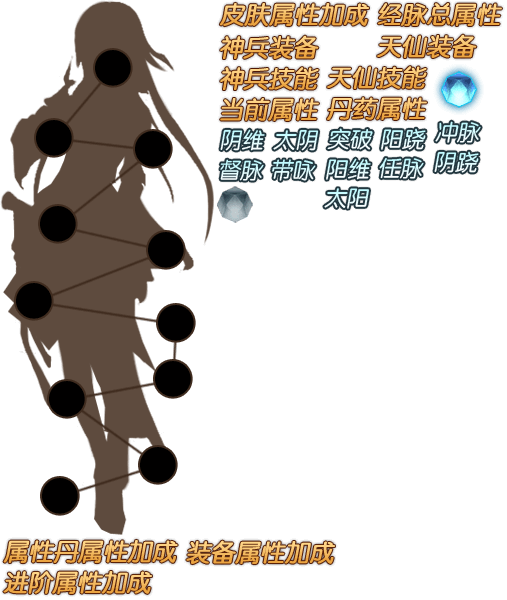 皮肤属性加成 经脉总属性
神兵装备 天仙装备
神兵技能 天仙技能
当前属性 丹药属性
阴维 太阴 突破 阳跷 冲脉
督脉 带咏 阳维 任脉 阴跷
太阳
属性丹属性加成 装备属性加成
进阶属性加成